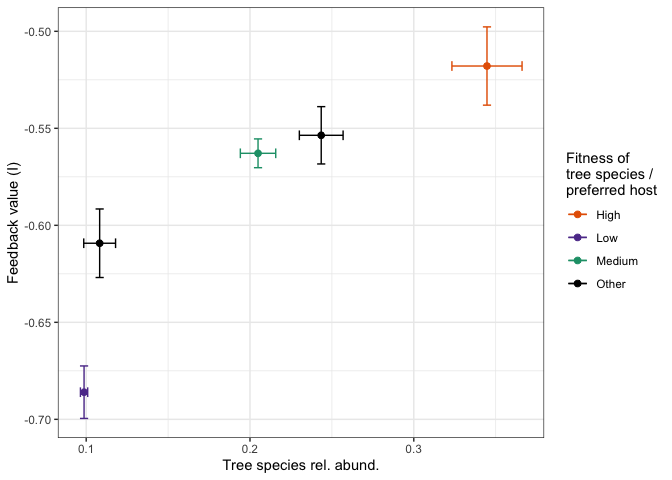 -0.50
-0.55
-0.60
-0.65
-0.70
Feedback value (I)
0.1 0.2 0.3
Tree species rel. abund.
Fitness of
tree species /
preferred host
High
Low
Medium
Other